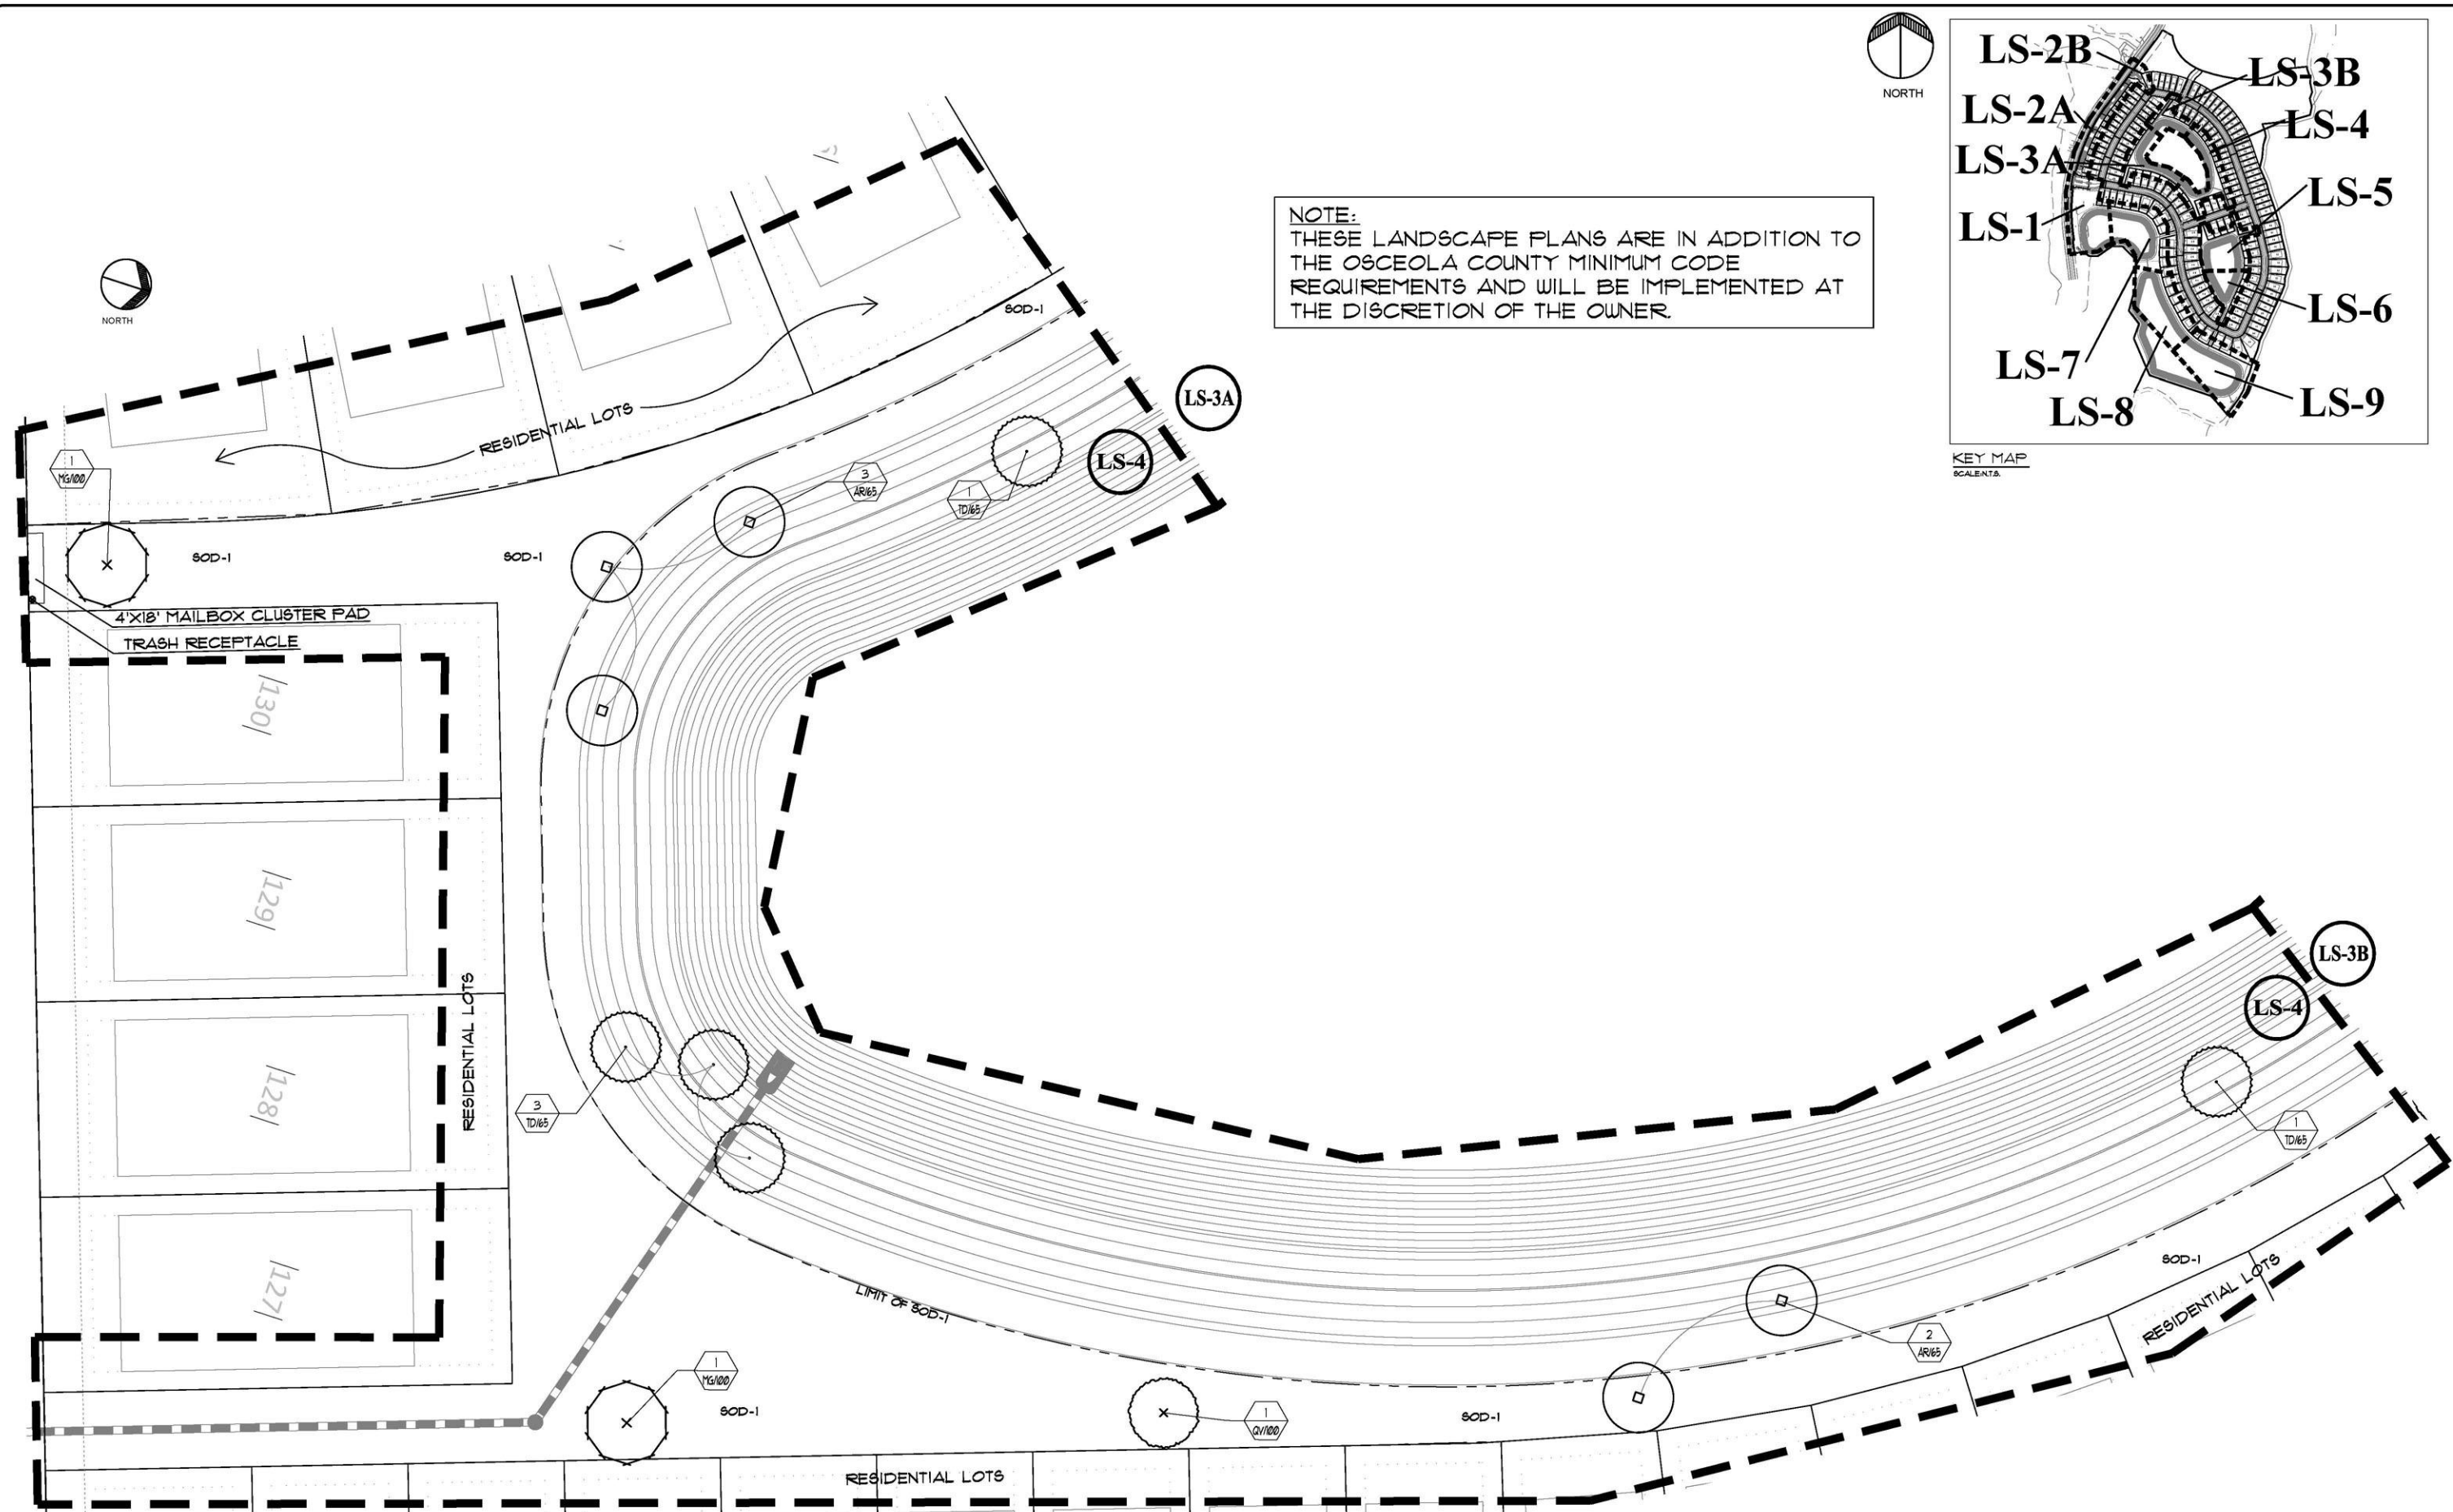 NORTH
LS-2B
LS-3B
LS-2A
LS-4
LS-3A
LS-5
LS-1
LS-6
LS-7
LS-9
LS-8
KEY MAP
SCALE:N.T.S.
NOTE:
THESE LANDSCAPE PLANS ARE IN ADDITION TO
THE OSCEOLA COUNTY MINIMUM CODE
REQUIREMENTS AND WILL BE IMPLEMENTED AT
THE DISCRETION OF THE OWNER.
NORTH
SOD-1
LS-3A
LS-4
RESIDENTIAL LOTS
1
MG/100
3
AR/65
1
TD/65
SOD-1
SOD-1
4'X18' MAILBOX CLUSTER PAD
TRASH RECEPTACLE
130
129
128
127
RESIDENTIAL LOTS
3
TD/65
LS-3B
LS-4
1
TD/65
SOD-1
RESIDENTIAL LOTS
LIMIT OF SOD-1
2
AR/65
1
MG/100
SOD-1
1
QV/100
SOD-1
RESIDENTIAL LOTS